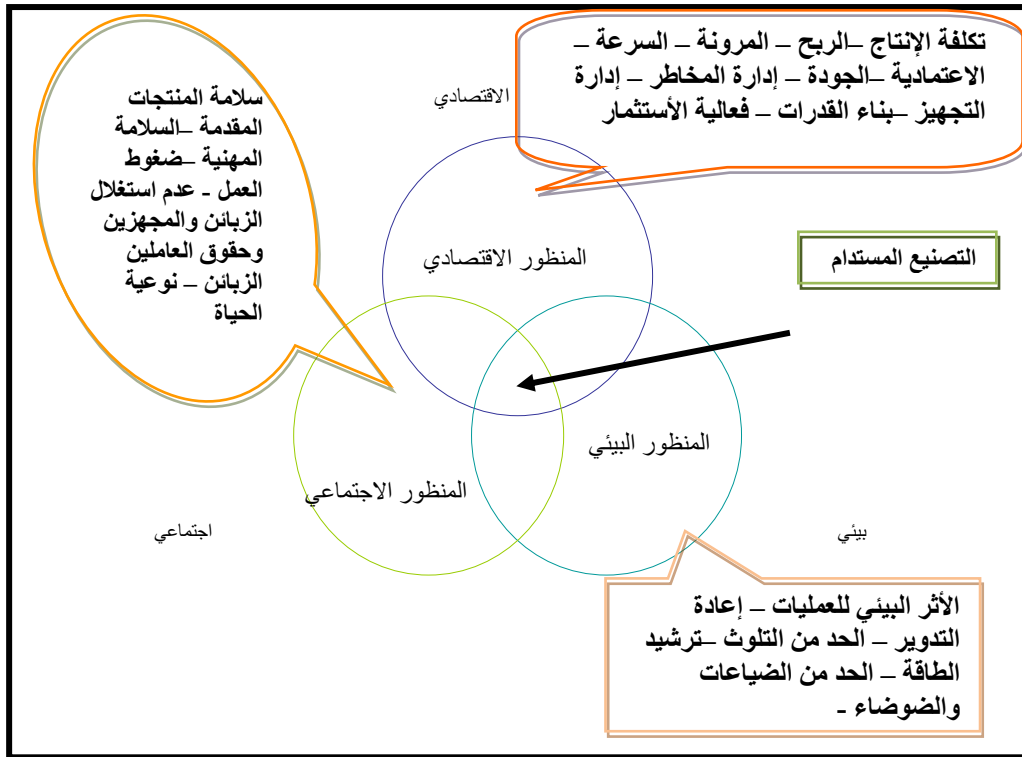 تكلفة الإنتاج –الربح – المرونة – السرعة –
الاعتمادية –الجودة – إدارة المخاطر – إدارة
التجهيز –بناء القدرات – فعالية الأستثمار
الاقتصادي
سلامة المنتجات
المقدمة –السلامة
المهنية –ضغوط
العمل - عدم استغلال
الزبائن والمجهزين
وحقوق العاملين
الزبائن – نوعية
الحياة
المنظور الاقتصادي
التصنيع المستدام
المنظور البيئي
المنظور الاجتماعي
بيئي
اجتماعي
الأثر البيئي للعمليات – إعادة
التدوير – الحد من التلوث –ترشيد
الطاقة – الحد من الضياعات
والضوضاء -